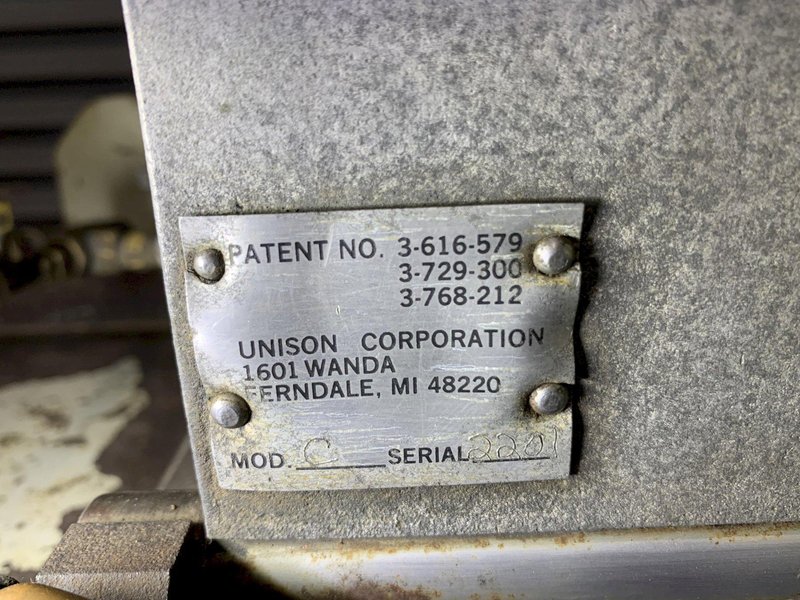 PATENT NO. 3-616-579
3-729-300
3-768-212
UNISON CORPORATION
1601 WANDA
FERNDALE, MI 48220
MOD. C SERIAL 2201